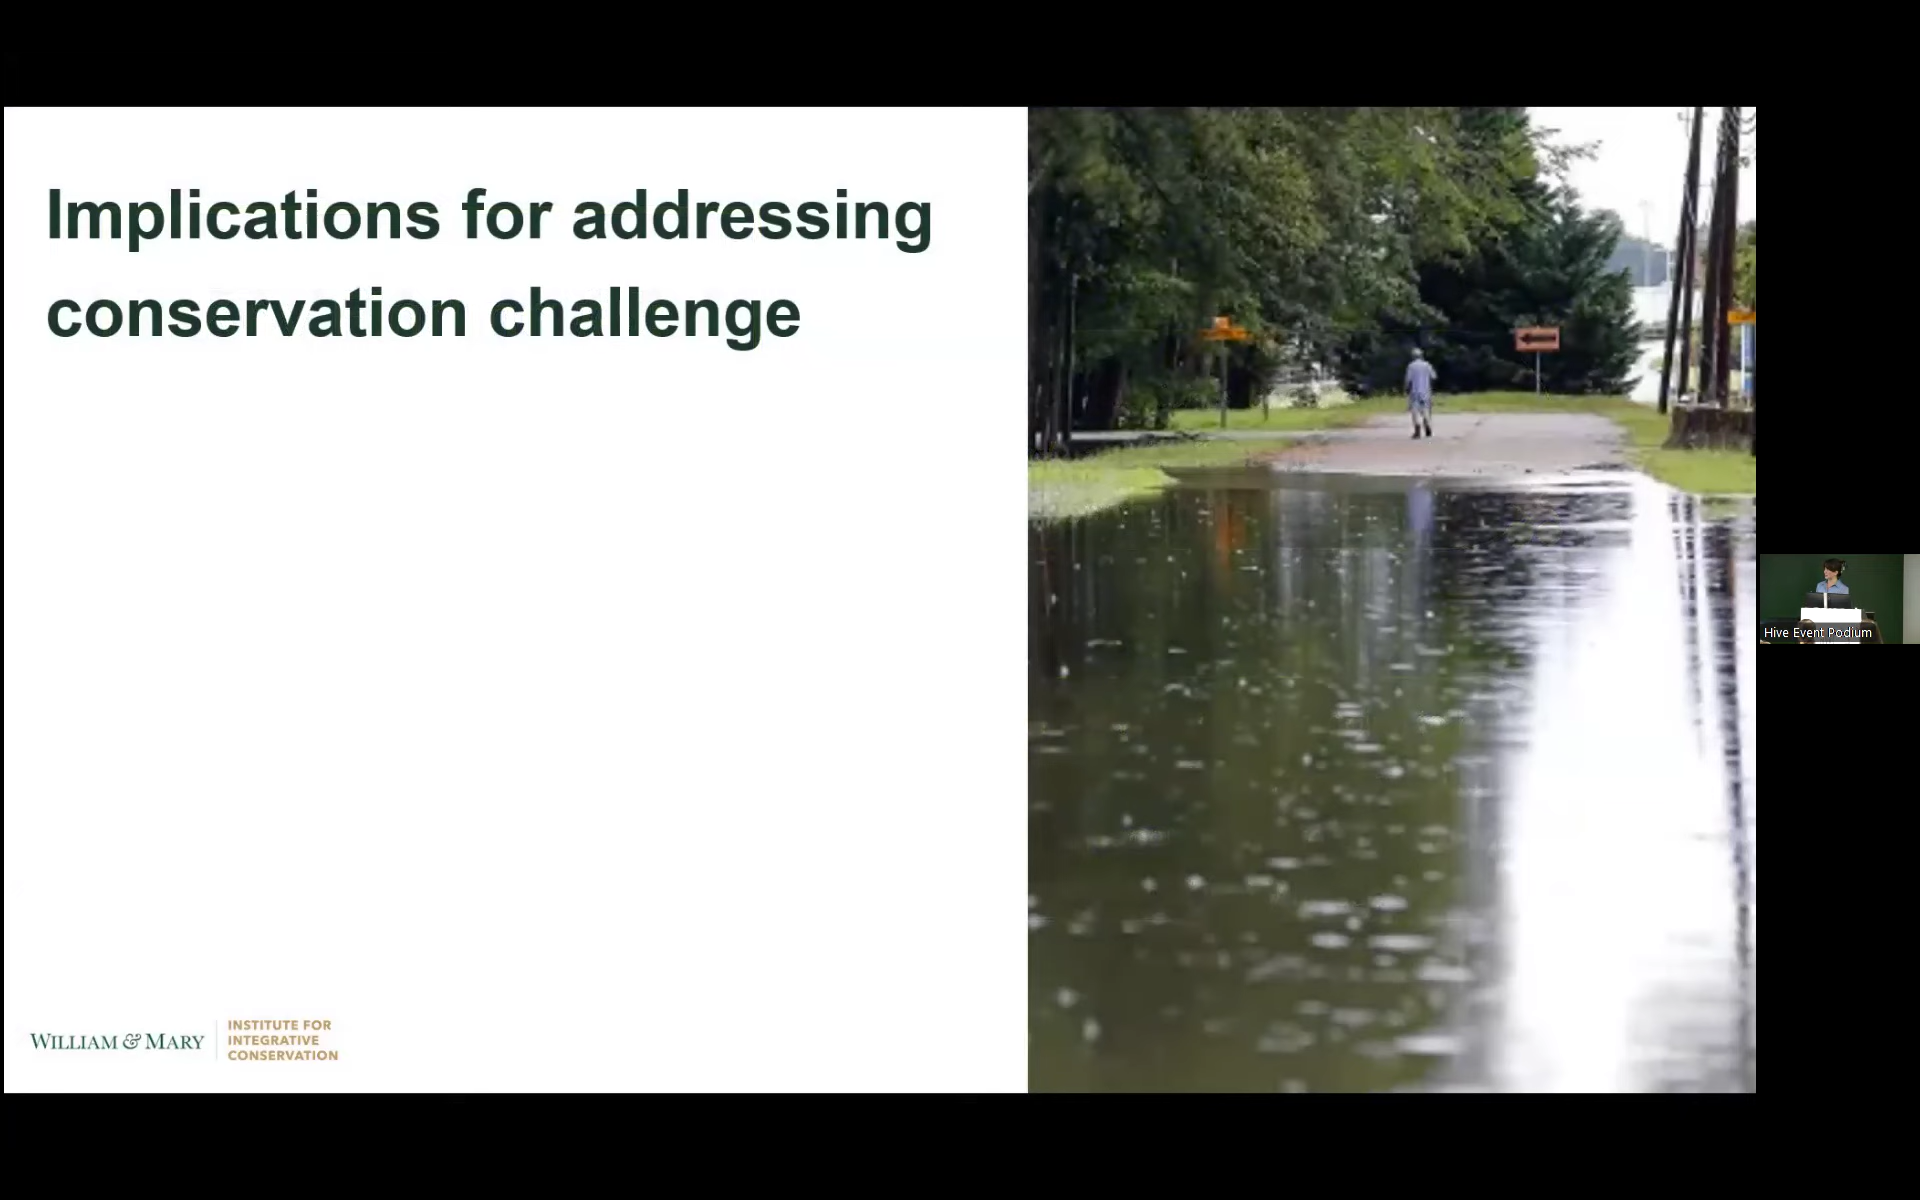 Implications for addressing
conservation challenge
WILLIAM & MARY
INSTITUTE FOR
INTEGRATIVE
CONSERVATION
Hive Event Podium